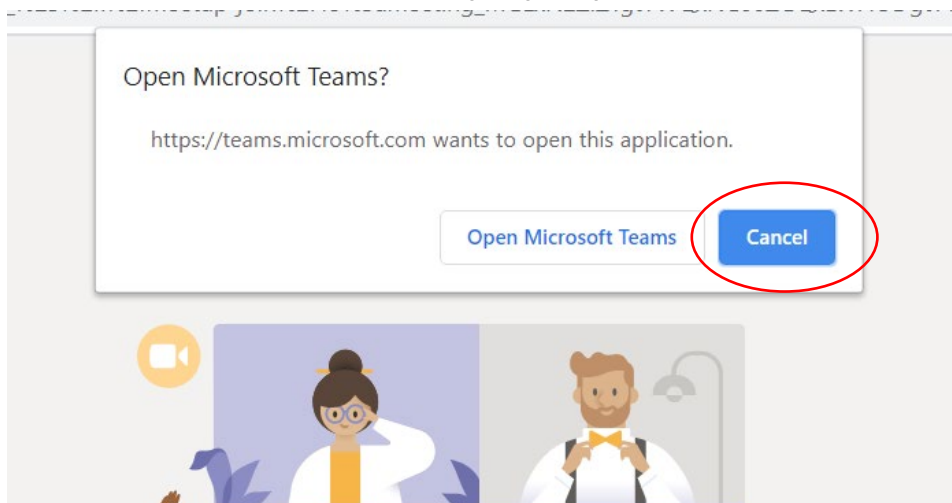 Open Microsoft Teams?
https://teams.microsoft.com wants to open this application.
Open Microsoft Teams Cancel